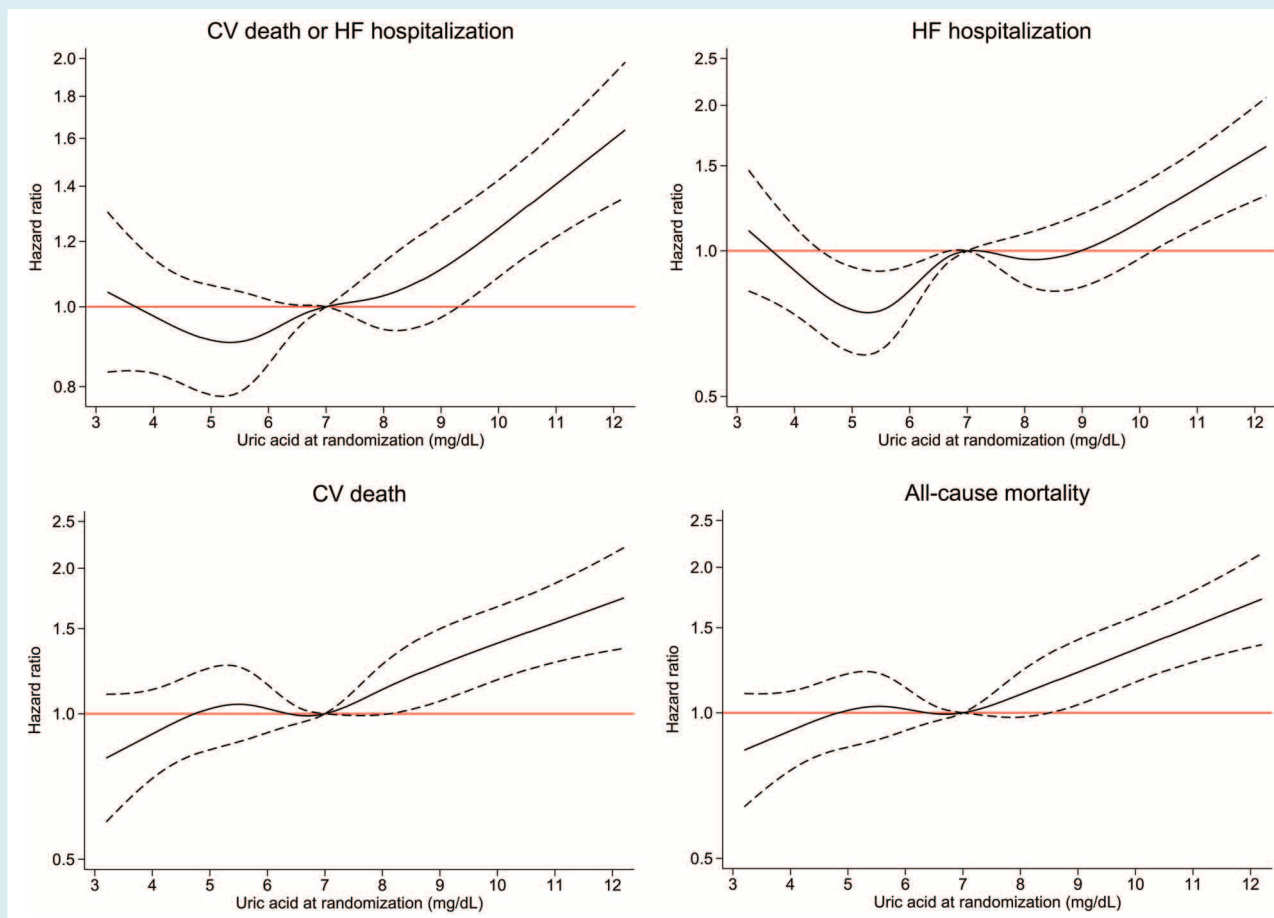 CV death or HF hospitalization
2.0
1.8
1.6
1.4
1.2
1.0
0.8
Hazard ratio
3 4 5 6 7 8 9 10 11 12
Uric acid at randomization (mg/dL)
HF hospitalization
2.5
2.0
1.5
1.0
0.5
Hazard ratio
3 4 5 6 7 8 9 10 11 12
Uric acid at randomization (mg/dL)
CV death
2.5
2.0
1.5
1.0
0.5
Hazard ratio
3 4 5 6 7 8 9 10 11 12
Uric acid at randomization (mg/dL)
All-cause mortality
2.5
2.0
1.5
1.0
0.5
Hazard ratio
3 4 5 6 7 8 9 10 11 12
Uric acid at randomization (mg/dL)